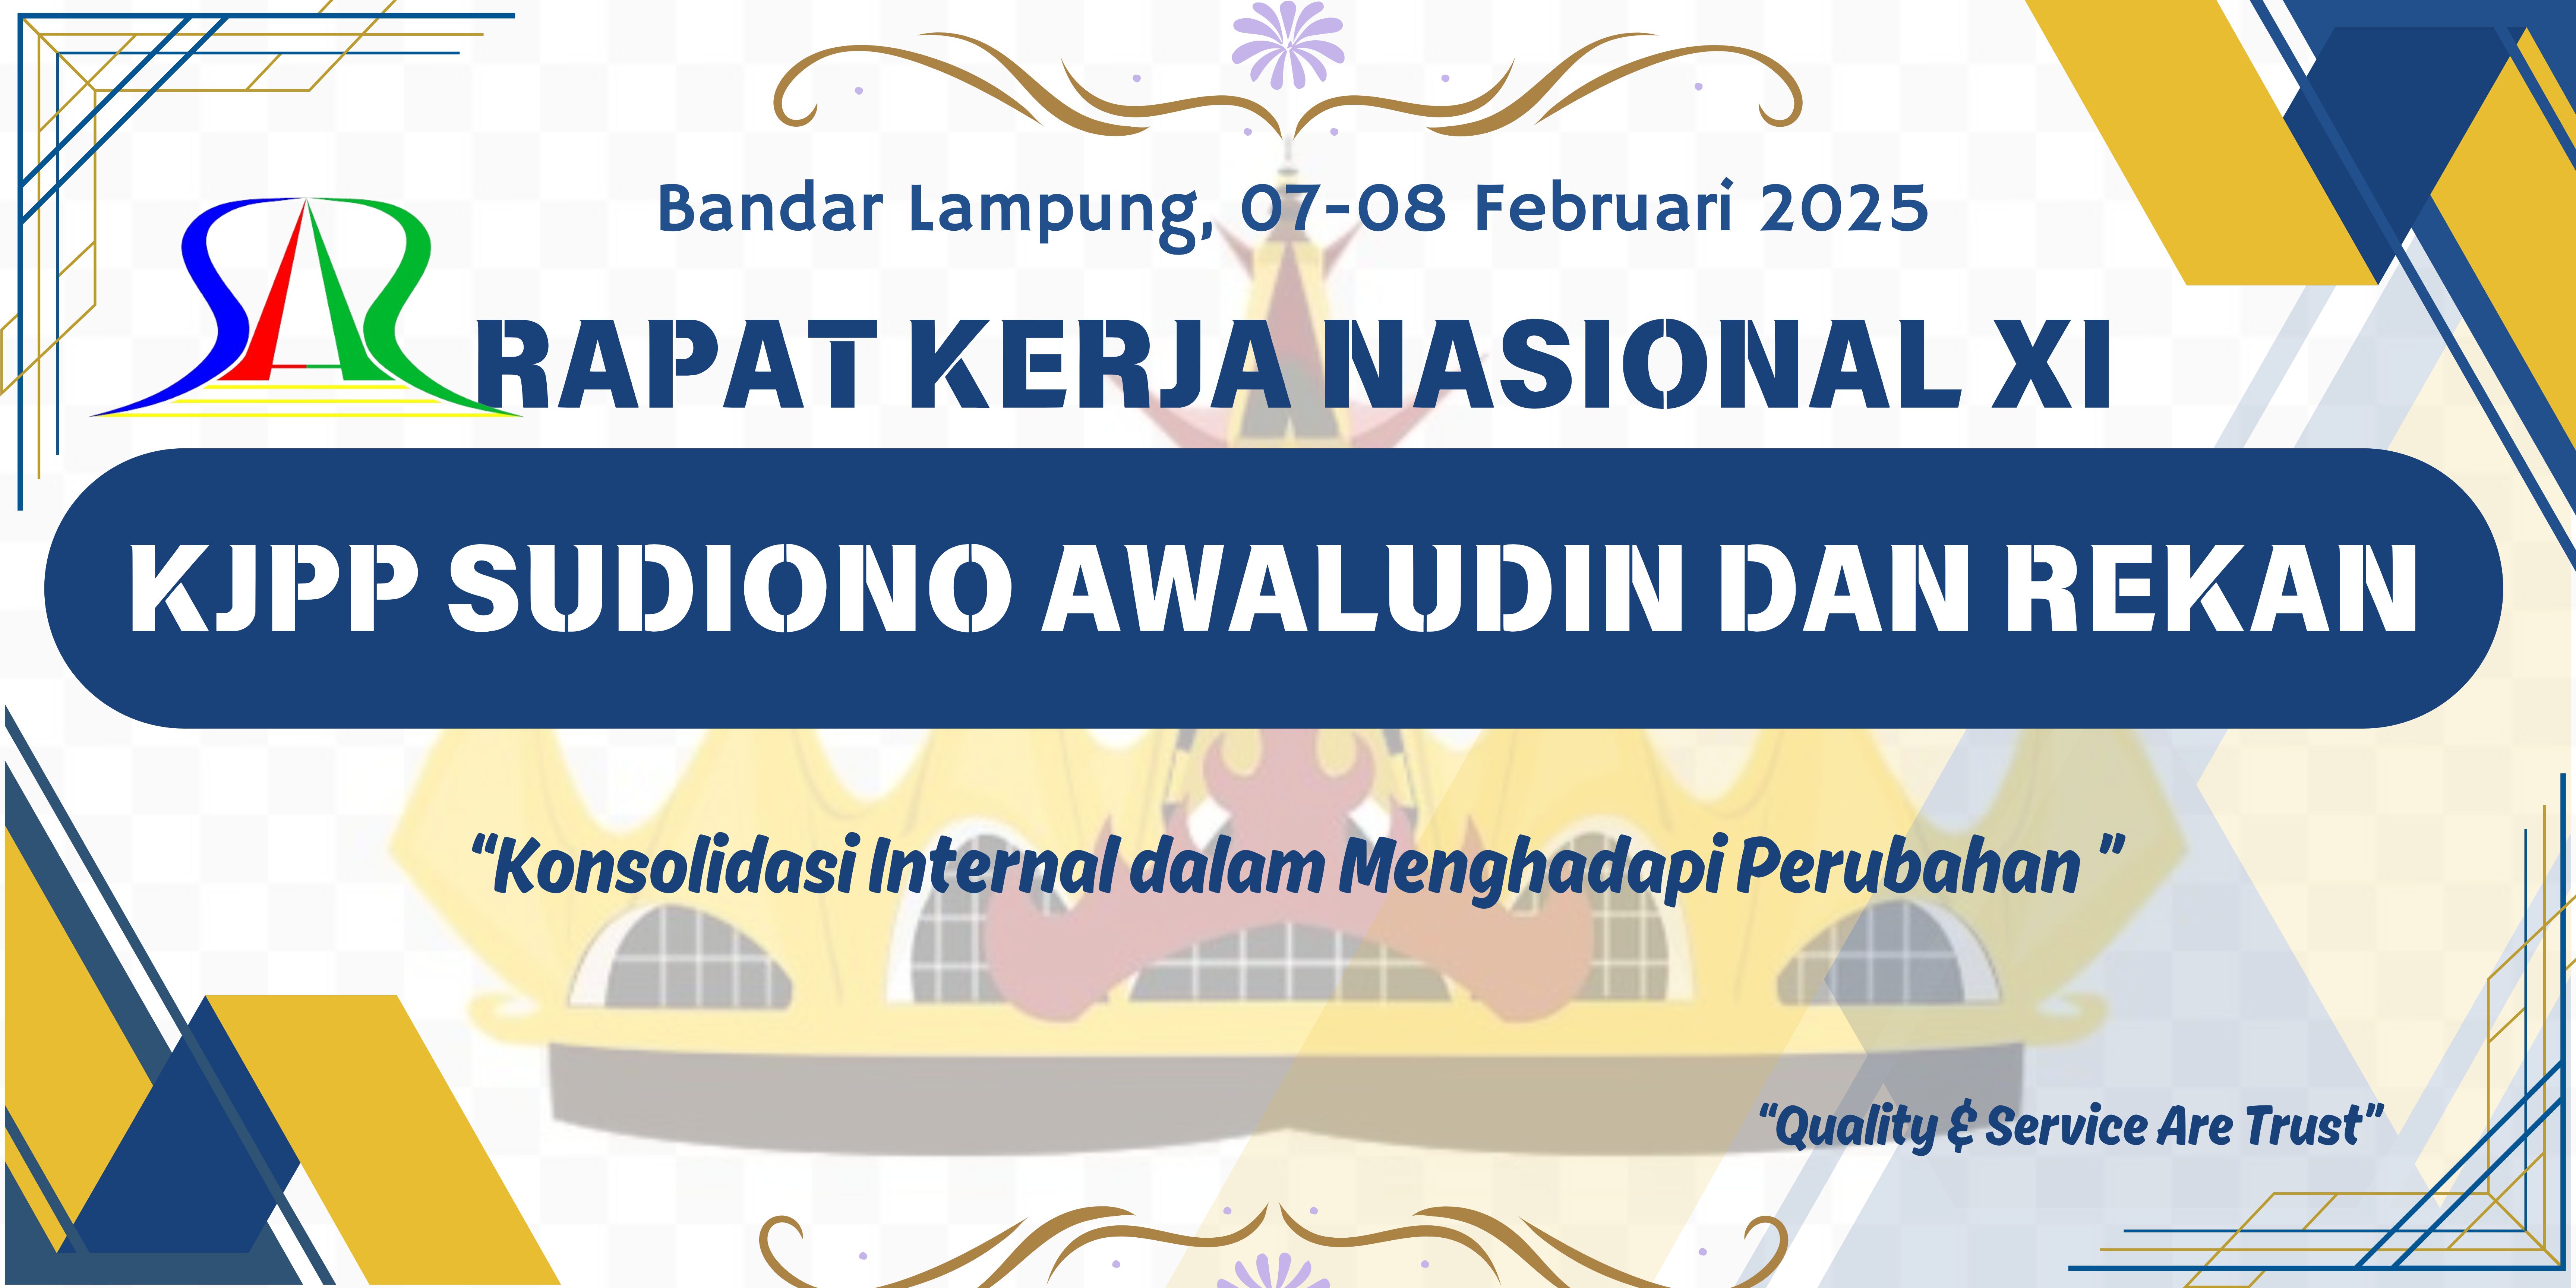 Bandar Lampung, 07-08 Februari 2025
RAPAT KERJA NASIONAL XI
KJPP SUDIONO AWALUDIN DAN REKAN
“Konsolidasi Internal dalam Menghadapi Perubahan ”
“Quality & Service Are Trust”